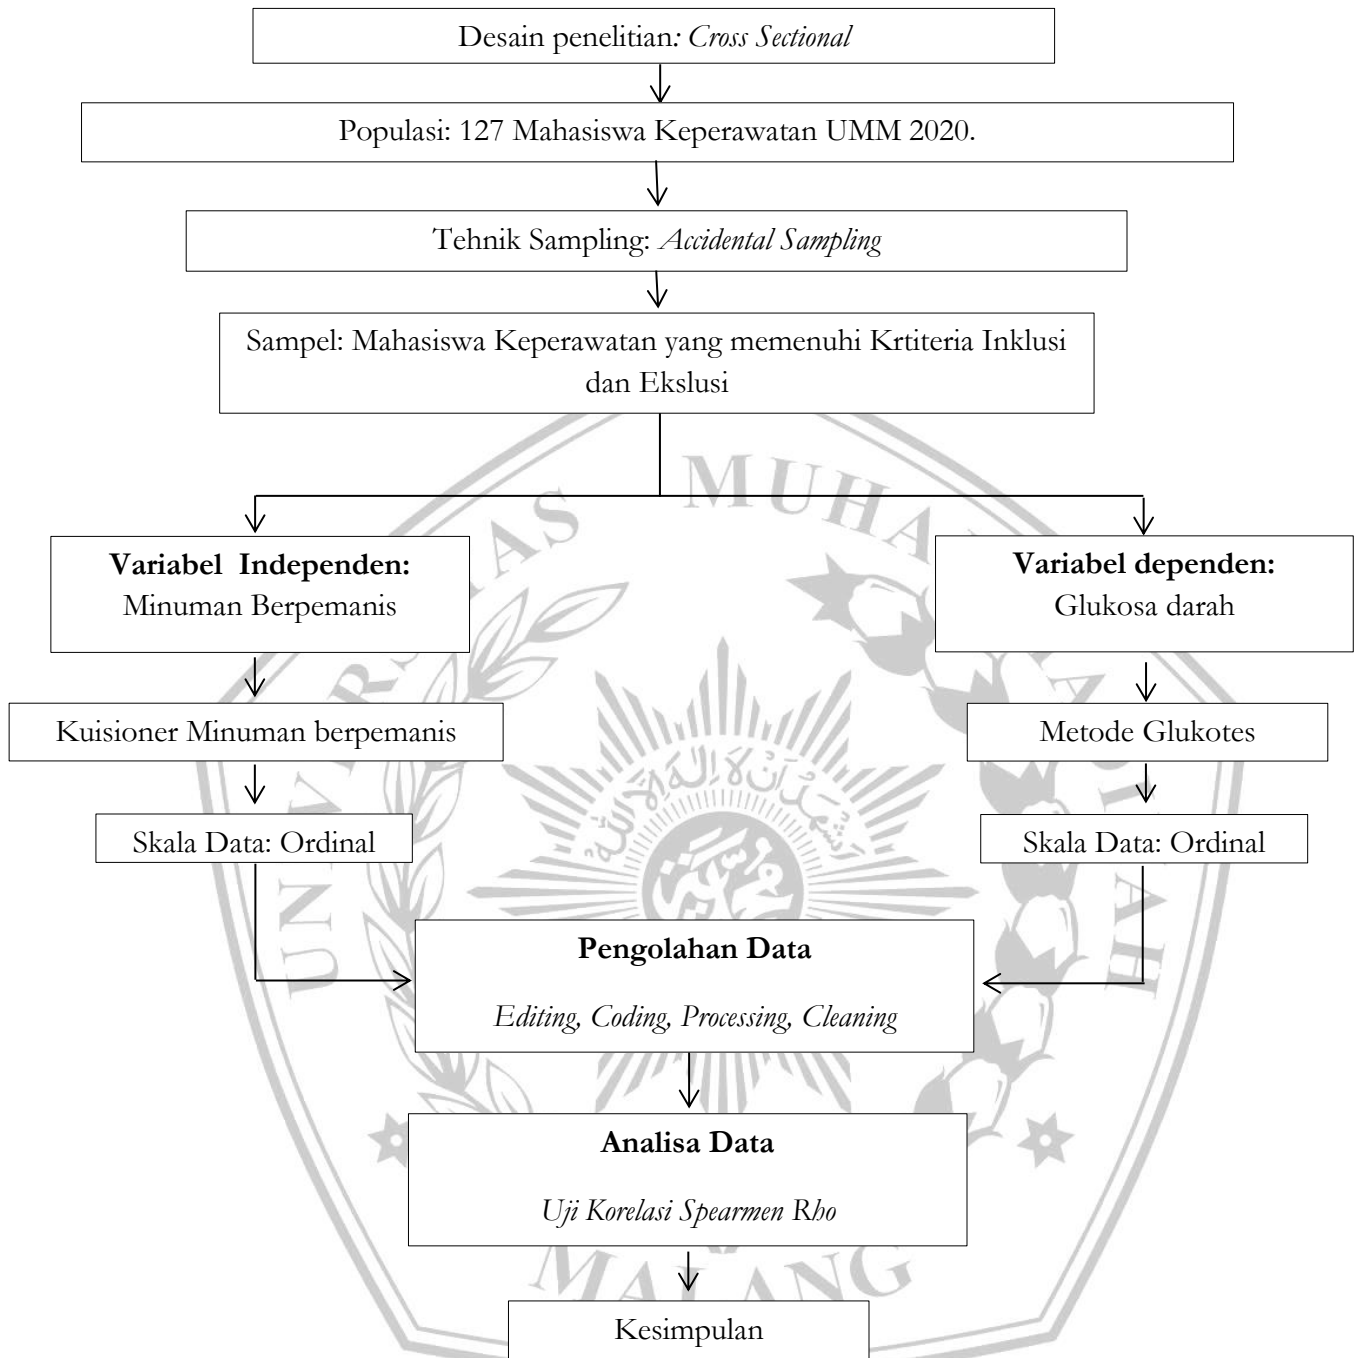 Desain penelitian: Cross Sectional
Populasi: 127 Mahasiswa Keperawatan UMM 2020.
Tehnik Sampling: Accidental Sampling
Sampel: Mahasiswa Keperawatan yang memenuhi Krtiteria Inklusi
dan Ekslusi
Variabel Independen:
Minuman Berpemanis
Variabel dependen:
Glukosa darah
Kuisioner Minuman berpemanis
Metode Glukotes
Skala Data: Ordinal
Skala Data: Ordinal
Pengolahan Data
Editing, Coding, Processing, Cleaning
Analisa Data
Uji Korelasi Spearmen Rho
Kesimpulan
MALANG